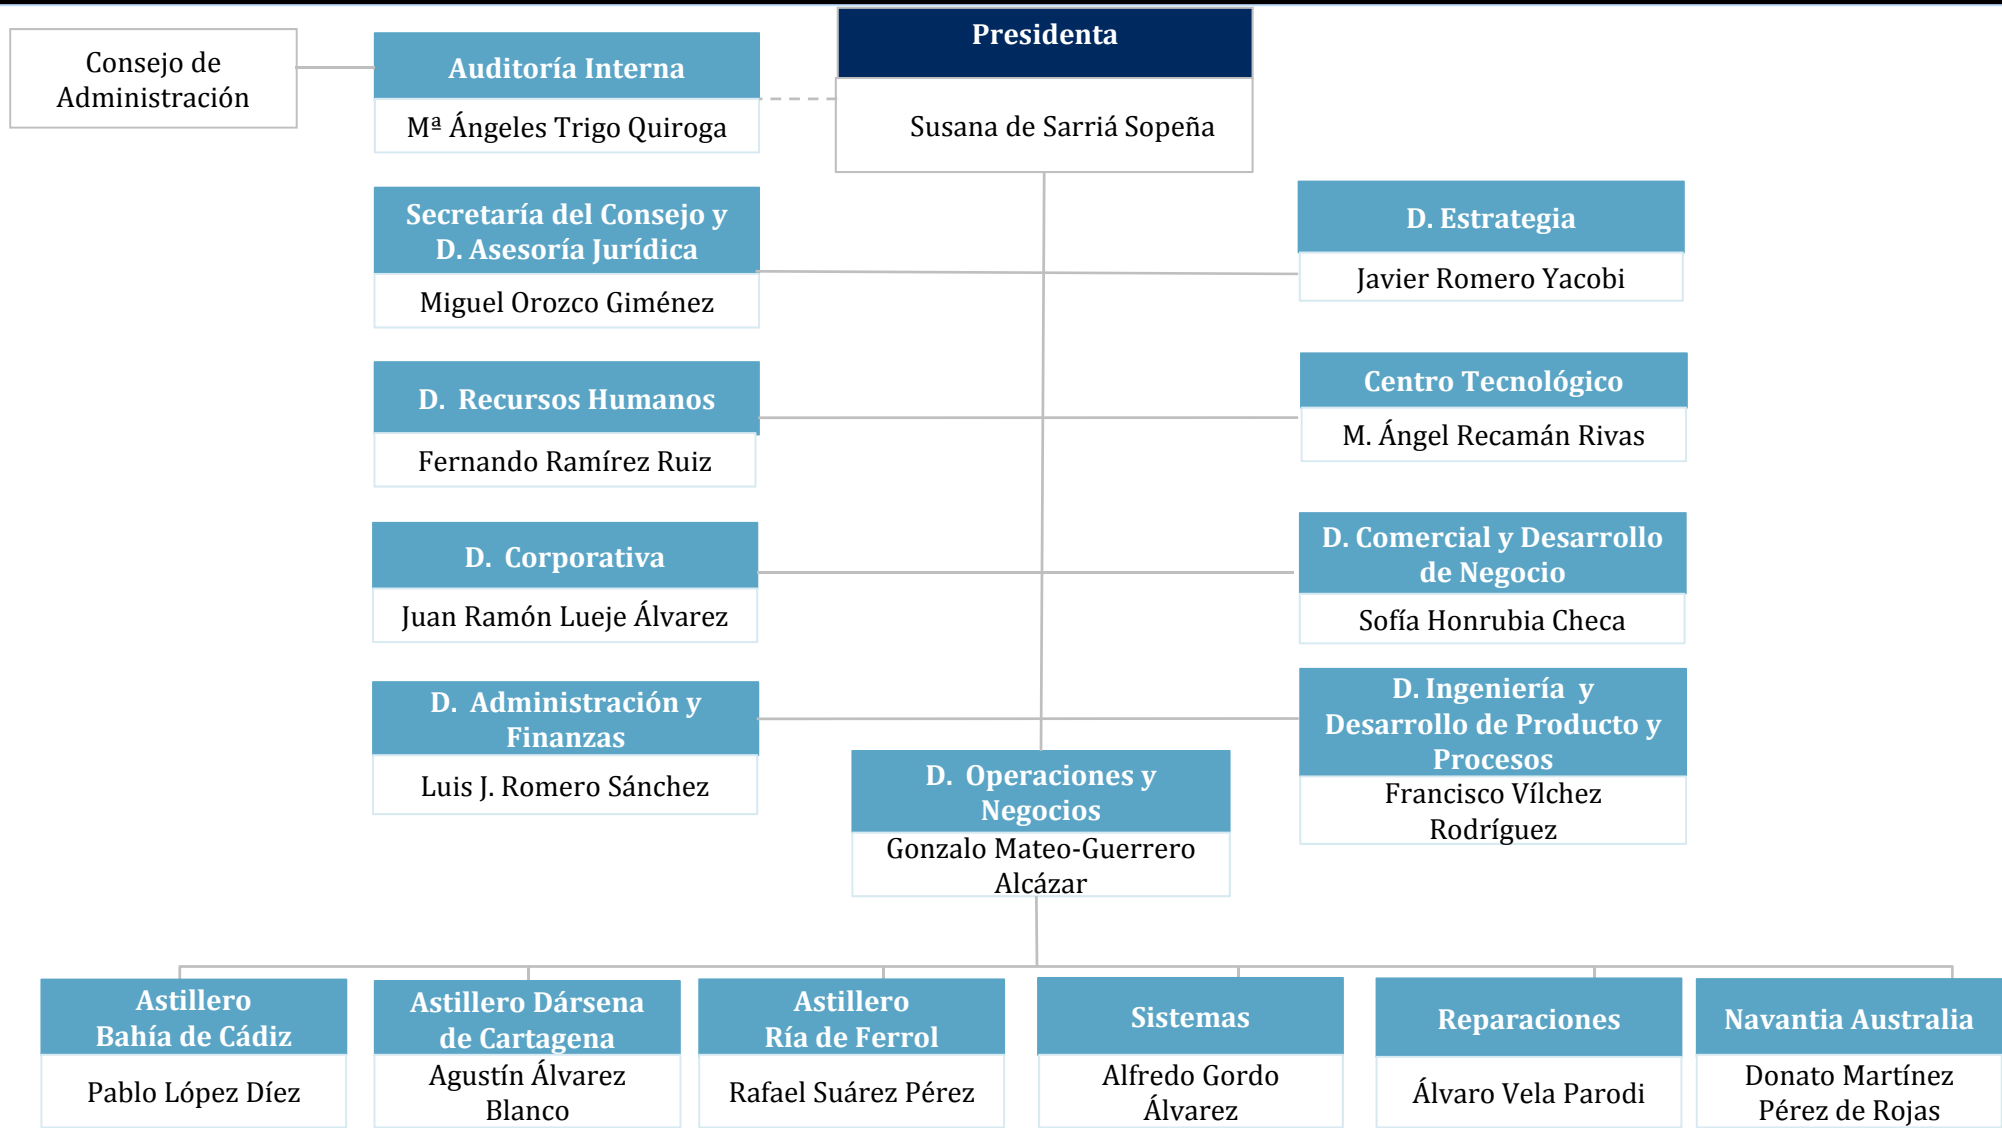 Consejo de
Administración
Auditoría Interna
Mª Ángeles Trigo Quiroga
Presidenta
Susana de Sarriá Sopeña
Secretaría del Consejo y
D. Asesoría Jurídica
Miguel Orozco Giménez
D. Estrategia
Javier Romero Yacobi
D. Recursos Humanos
Fernando Ramírez Ruiz
Centro Tecnológico
M. Ángel Recamán Rivas
D. Corporativa
Juan Ramón Lueje Álvarez
D. Comercial y Desarrollo
de Negocio
Sofía Honrubia Checa
D. Administración y
Finanzas
Luis J. Romero Sánchez
D. Ingeniería y
Desarrollo de Producto y
Procesos
Francisco Vílchez
Rodríguez
D. Operaciones y
Negocios
Gonzalo Mateo-Guerrero
Alcázar
Astillero
Bahía de Cádiz
Pablo López Díez
Astillero Dársena
de Cartagena
Agustín Álvarez
Blanco
Astillero
Ría de Ferrol
Rafael Suárez Pérez
Sistemas
Alfredo Gordo
Álvarez
Reparaciones
Álvaro Vela Parodi
Navantia Australia
Donato Martínez
Pérez de Rojas